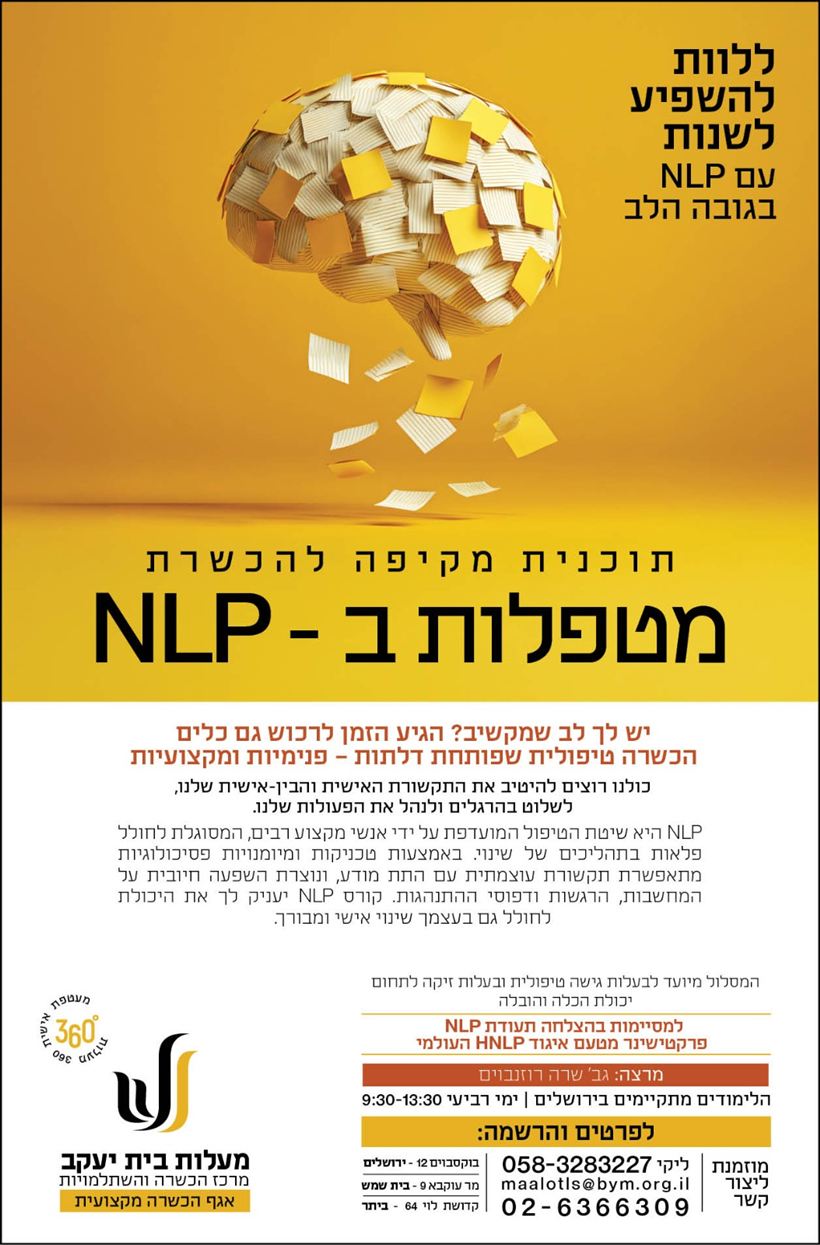 ללוות
להשפיע
לשנות
עם NLP
בגובה הלב
תוכנית מקיפה להכשרת
מטפלות ב - NLP
יש לך לב שמקשיב? הגיע הזמן לרכוש גם כלים
הכשרה טיפולית שפותחת דלתות – פנימיות ומקצועיות
כולנו רוצים להיטיב את התקשורת האישית והבין-אישית שלנו,
לשלוט בהרגלים ולנהל את הפעולות שלנו.
NLP היא שיטת הטיפול המועדפת על ידי אנשי מקצוע רבים, המסוגלת לחולל
פלאות בתהליכים של שינוי. באמצעות טכניקות ומיומנויות פסיכולוגיות
מתאפשרת תקשורת עוצמתית עם התת מודע, ונוצרת השפעה חיובית על
המחשבות, הרגשות ודפוסי ההתנהגות. קורס NLP יעניק לך את היכולת
לחולל גם בעצמך שינוי אישי ומבורך.
המסלול מיועד לבעלות גישה טיפולית ובעלות זיקה לתחום
יכולת הכלה והובלה
למסיימות בהצלחה תעודת NLP
פרקטישינר מטעם איגוד HNLP העולמי
מרצה: גב' שרה רוזנבוים
הלימודים מתקיימים בירושלים | ימי רביעי 9:30-13:30
לפרטים והרשמה:
מוזמנת
ליצור
קשר
ליקי 058-3283227
maalotls@bym.org.il
02-6366309
בוקסבוים 12 - ירושלים
מר עוקבא 9 - בית שמש
קדושת לוי 64 - ביתר
מעטפת אישית 360 מעלות
360°
מעלות בית יעקב
מרכז הכשרה והשתלמויות
אגף הכשרה מקצועית